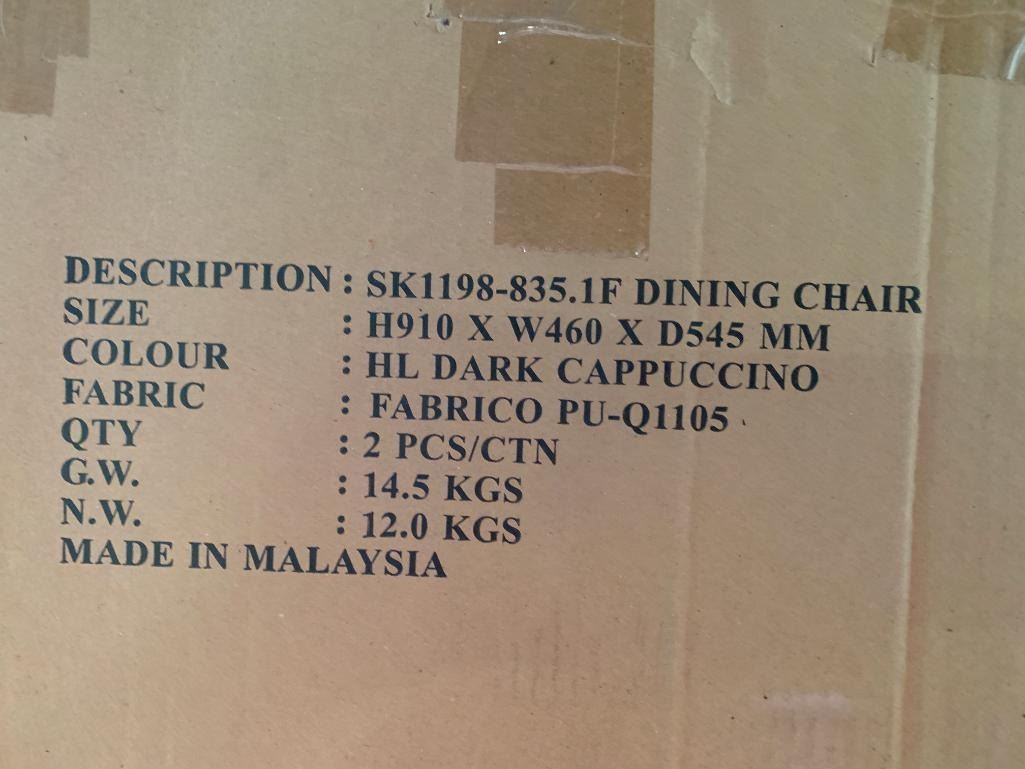 DESCRIPTION : SK1198-835.1F DINING CHAIR
SIZE : H910 X W460 X D545 MM
COLOUR : HL DARK CAPPUCCINO
FABRIC : FABRICO PU-Q1105
QTY : 2 PCS/CTN
G.W. : 14.5 KGS
N.W. : 12.0 KGS
MADE IN MALAYSIA